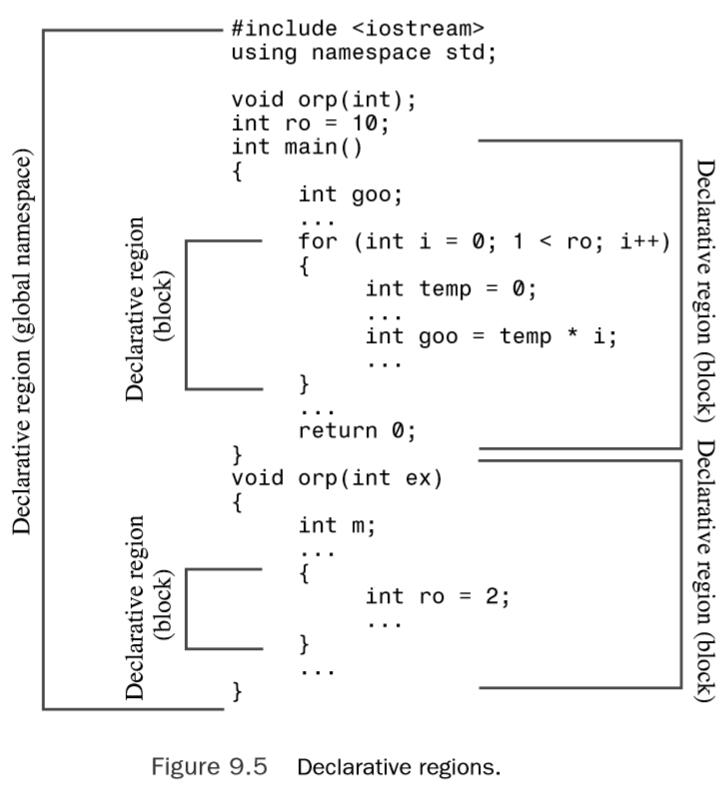 #include <iostream>
using namespace std;
void orp(int);
int ro = 10;
int main()
{
int goo;
...
for (int i = 0; 1 < ro; i++)
{
int temp = 0;
...
int goo = temp * i;
...
}
...
return 0;
}
void orp(int ex)
{
int m;
...
{
int ro = 2;
...
}
...
}
Declarative region (global namespace)
Declarative region
(block)
Declarative region
(block)
Declarative region (block)
Declarative region (block)
Figure 9.5 Declarative regions.